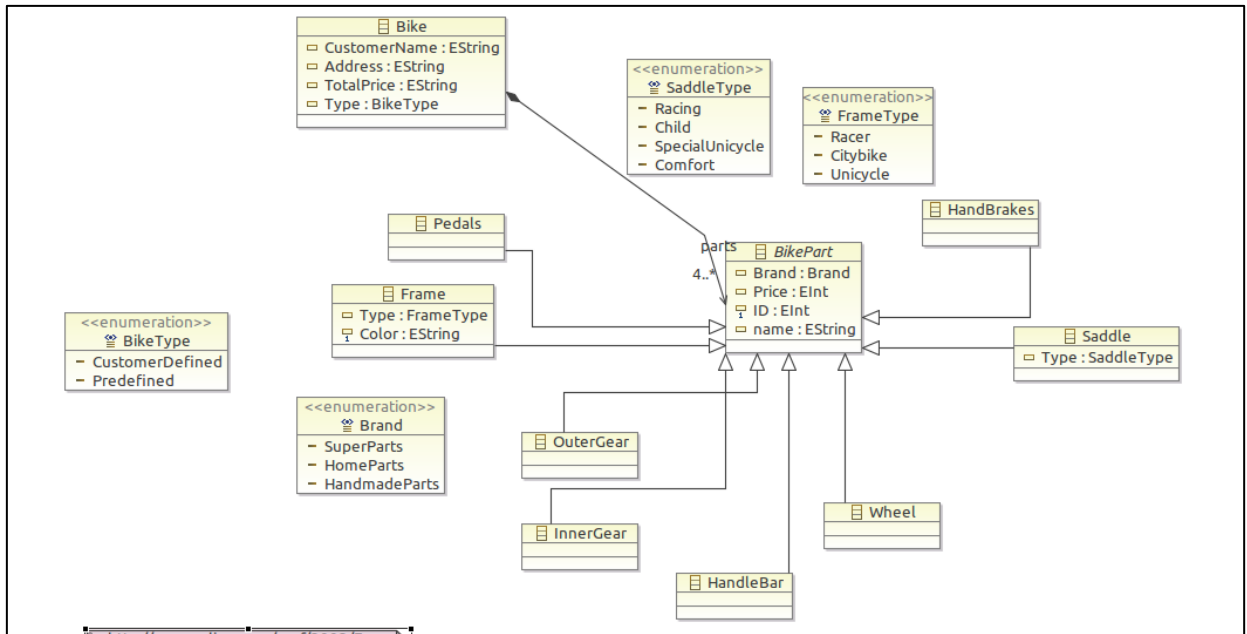 Bike
CustomerName : EString
Address : EString
TotalPrice : EString
Type : BikeType
<<enumeration>>
SaddleType
Racing
Child
SpecialUnicycle
Comfort
<<enumeration>>
FrameType
Racer
Citybike
Unicycle
Pedals
HandBrakes
parts
4..*
BikePart
Brand : Brand
Price : EInt
ID : EInt
name : EString
Frame
Type : FrameType
Color : EString
<<enumeration>>
BikeType
CustomerDefined
Predefined
Saddle
Type : SaddleType
<<enumeration>>
Brand
SuperParts
HomeParts
HandmadeParts
OuterGear
InnerGear
Wheel
HandleBar